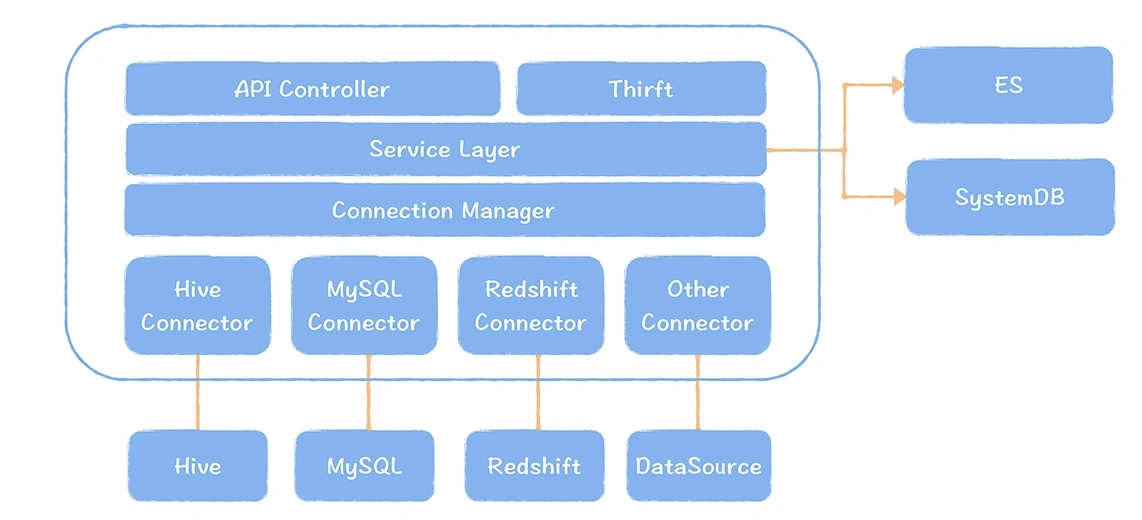 API Controller
Thirft
ES
Service Layer
SystemDB
Connection Manager
Hive
Connector
MySQL
Connector
Redshift
Connector
Other
Connector
Hive
MySQL
Redshift
DataSource